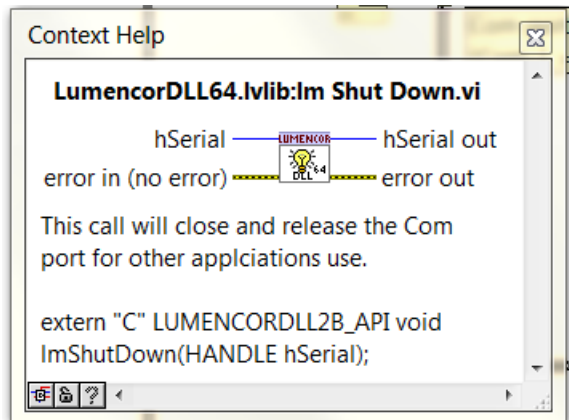 Context Help
LumencorDLL64.lvlib:lm Shut Down.vi
hSerial
LUMENCOR
hSerial out
error in (no error)
DLL 64
error out
This call will close and release the Com
port for other applciations use.
extern "C" LUMENCORDLL2B_API void
lmShutDown(HANDLE hSerial);
?